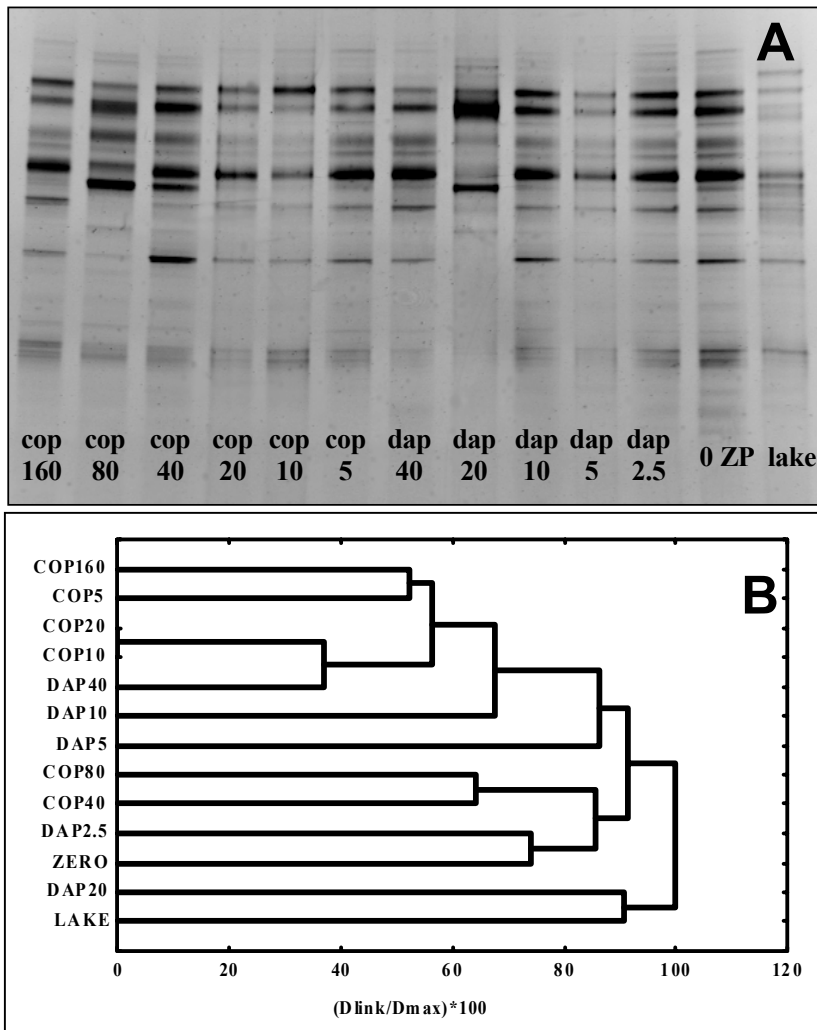 A
cop cop cop cop cop cop dap dap dap dap dap 0 ZP lake
160 80 40 20 10 5 40 20 10 5 2.5
B
COP160
COP5
COP20
COP10
DAP40
DAP10
DAP5
COP80
COP40
DAP2.5
ZERO
DAP20
LAKE
0 20 40 60 80 100 120
(Dlink/Dmax)*100